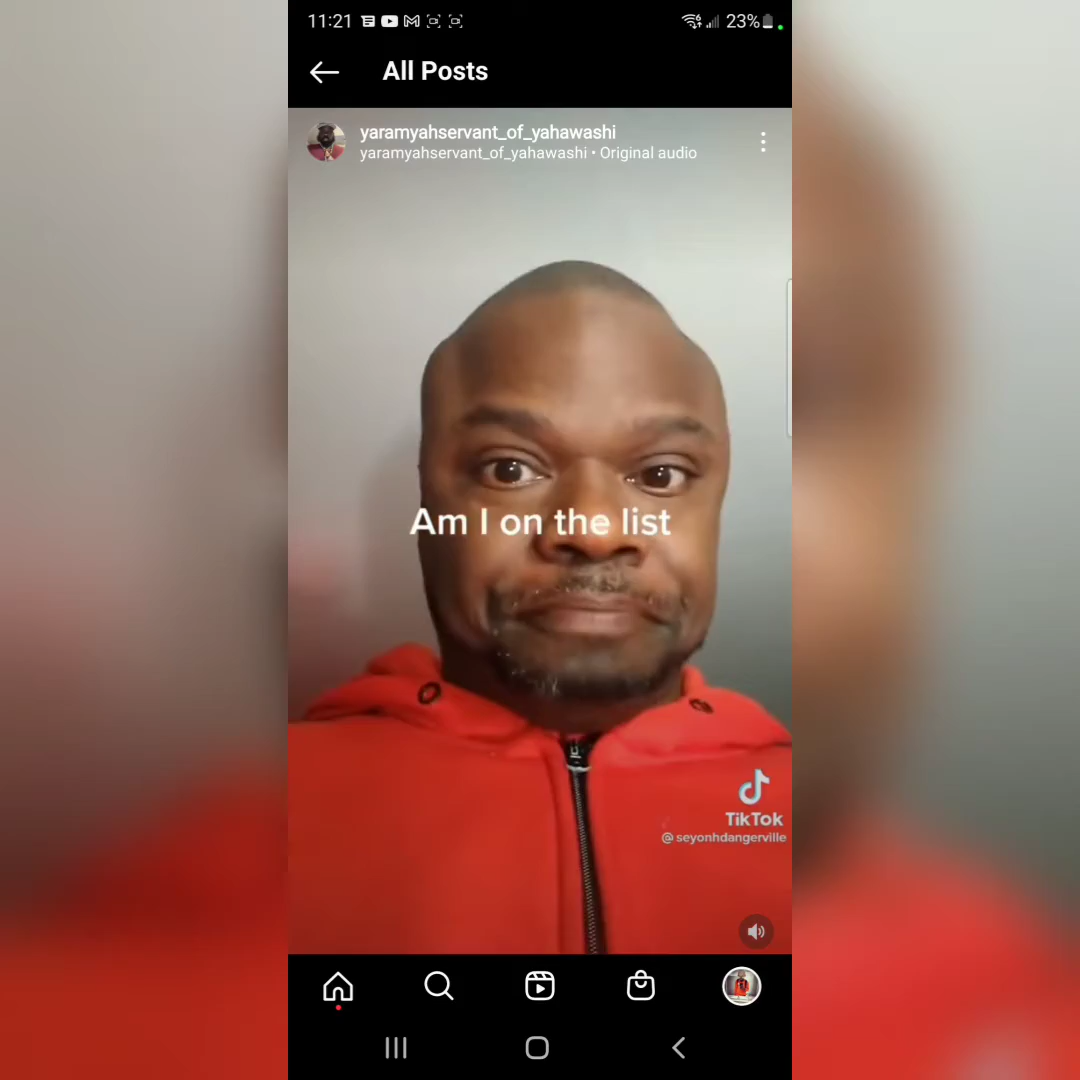 11:21 23%
All Posts
yaramyahservant_of_yahawashi
yaramyahservant_of_yahawashi • Original audio
Am I on the list
TikTok
@seyonhdangerville